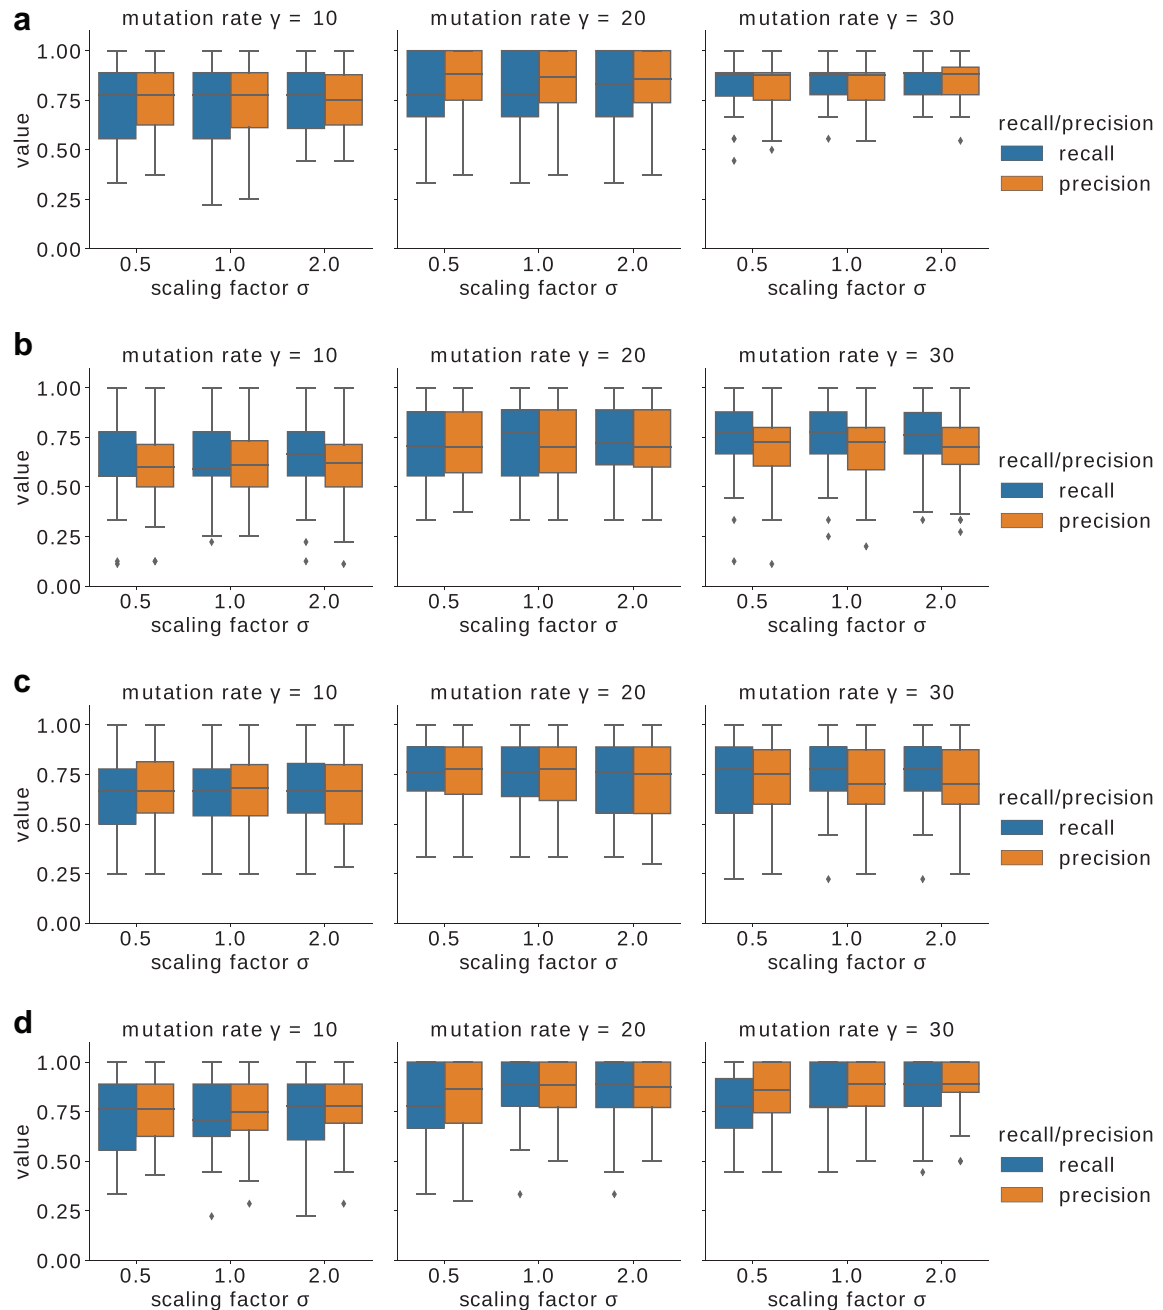 a
mutation rate γ = 10
mutation rate γ = 20
mutation rate γ = 30
1.00
0.75
0.50
0.25
0.00
value
0.5 1.0 2.0
0.5 1.0 2.0
0.5 1.0 2.0
scaling factor σ
scaling factor σ
scaling factor σ
recall/precision
recall
precision
b
mutation rate γ = 10
mutation rate γ = 20
mutation rate γ = 30
1.00
0.75
0.50
0.25
0.00
value
0.5 1.0 2.0
0.5 1.0 2.0
0.5 1.0 2.0
scaling factor σ
scaling factor σ
scaling factor σ
recall/precision
recall
precision
c
mutation rate γ = 10
mutation rate γ = 20
mutation rate γ = 30
1.00
0.75
0.50
0.25
0.00
value
0.5 1.0 2.0
0.5 1.0 2.0
0.5 1.0 2.0
scaling factor σ
scaling factor σ
scaling factor σ
recall/precision
recall
precision
d
mutation rate γ = 10
mutation rate γ = 20
mutation rate γ = 30
1.00
0.75
0.50
0.25
0.00
value
0.5 1.0 2.0
0.5 1.0 2.0
0.5 1.0 2.0
scaling factor σ
scaling factor σ
scaling factor σ
recall/precision
recall
precision